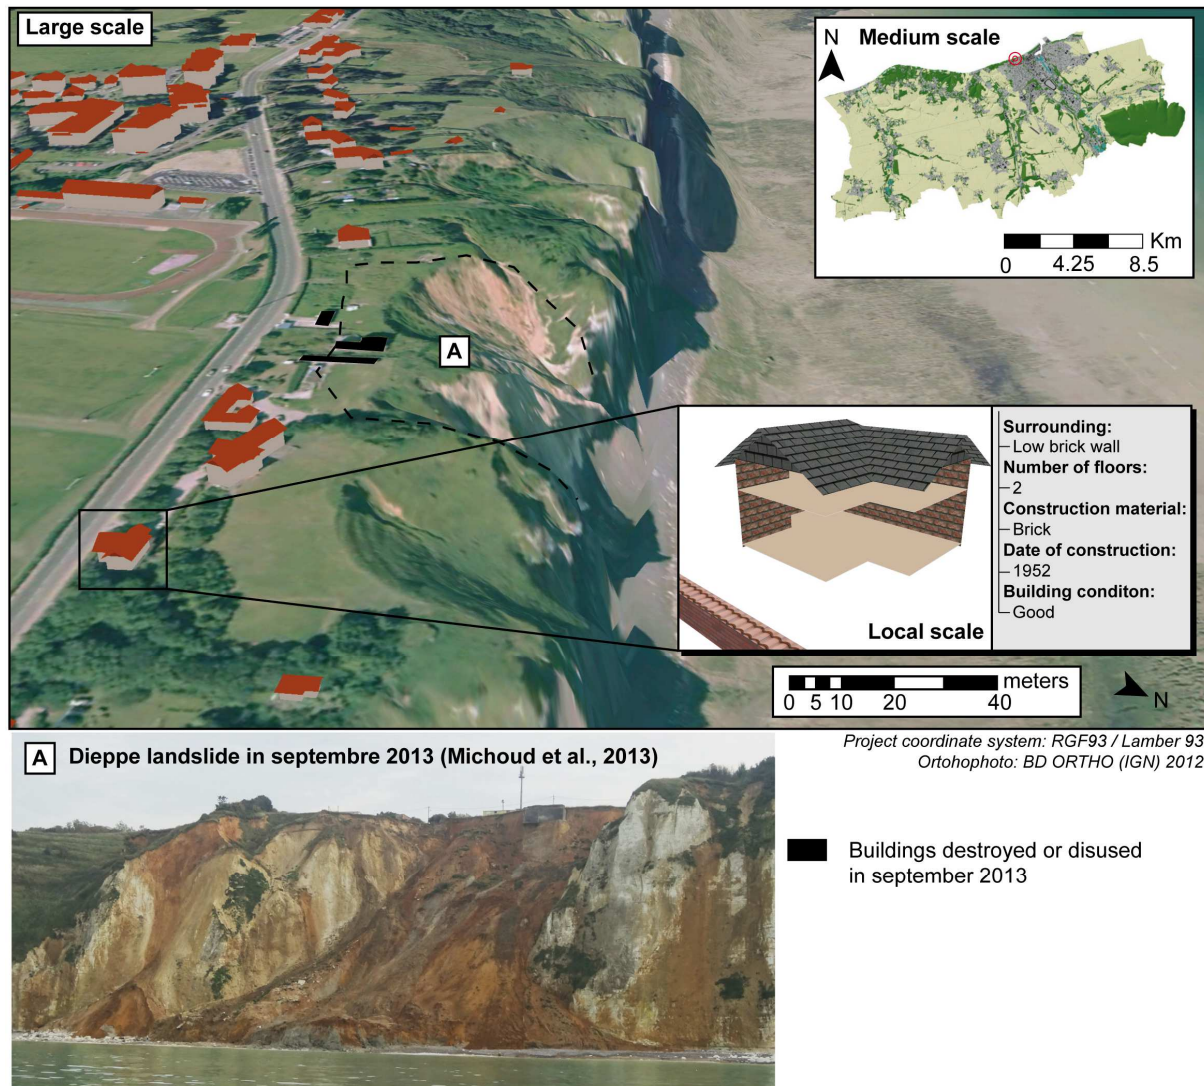 Large scale
N
Medium scale
Km
0 4.25 8.5
A
Surrounding:
Low brick wall
Number of floors:
2
Construction material:
Brick
Date of construction:
1952
Building conditon:
Good
Local scale
meters
0 5 10 20 40
N
A Dieppe landslide in septembre 2013 (Michoud et al., 2013)
Project coordinate system: RGF93 / Lamber 93
Ortohophoto: BD ORTHO (IGN) 2012
Buildings destroyed or disused
in september 2013